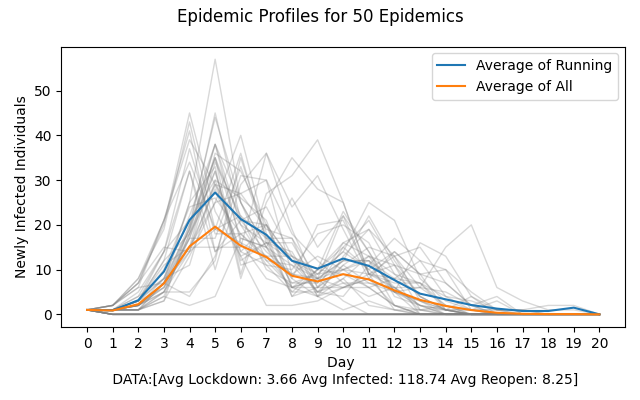 Epidemic Profiles for 50 Epidemics
Newly Infected Individuals
50
40
30
20
10
0
Average of Running
Average of All
0 1 2 3 4 5 6 7 8 9 10 11 12 13 14 15 16 17 18 19 20
Day
DATA:[Avg Lockdown: 3.66 Avg Infected: 118.74 Avg Reopen: 8.25]